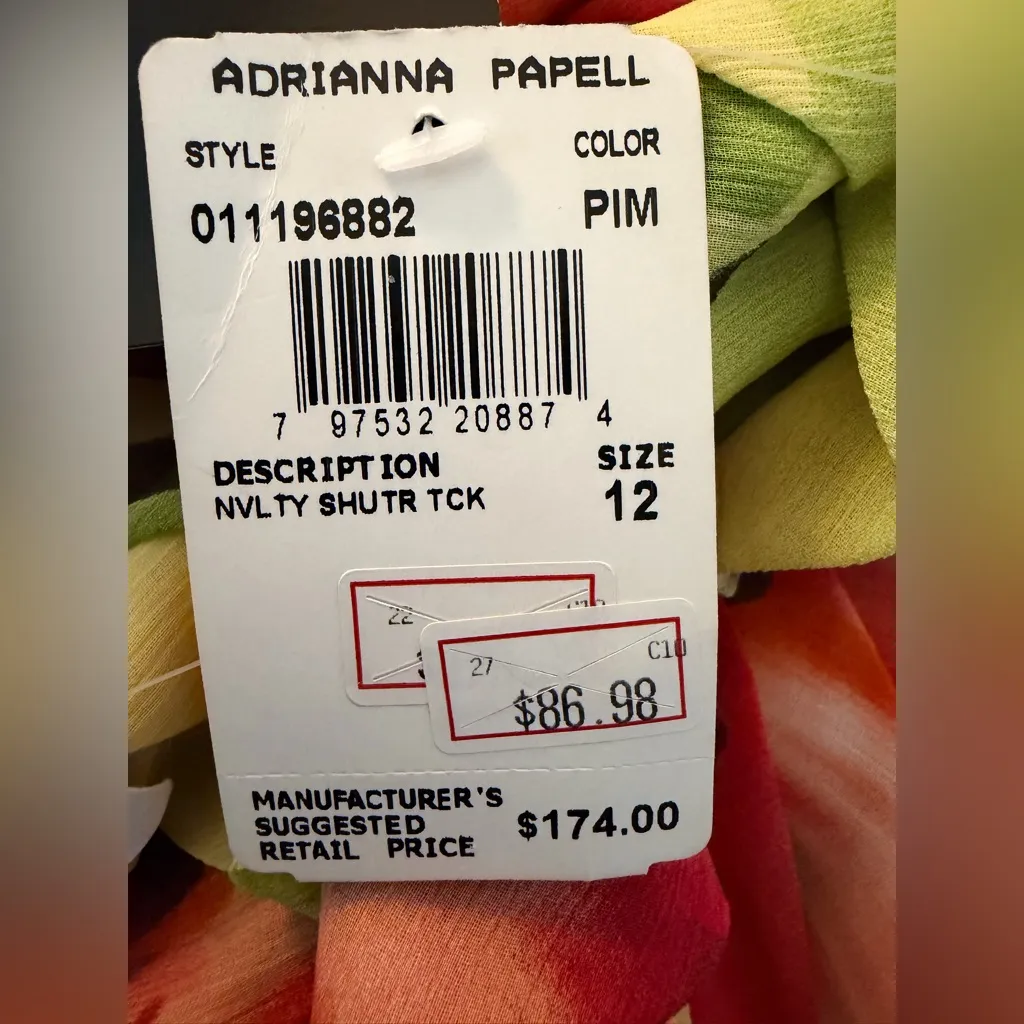 ADRIANNA PAPELL
STYLE COLOR
011196882 PIM
7 97532 20887 4
DESCRIPTION SIZE
NVLTY SHUTR TCK 12
22
27 C10
$86.98
MANUFACTURER'S
SUGGESTED $174.00
RETAIL PRICE